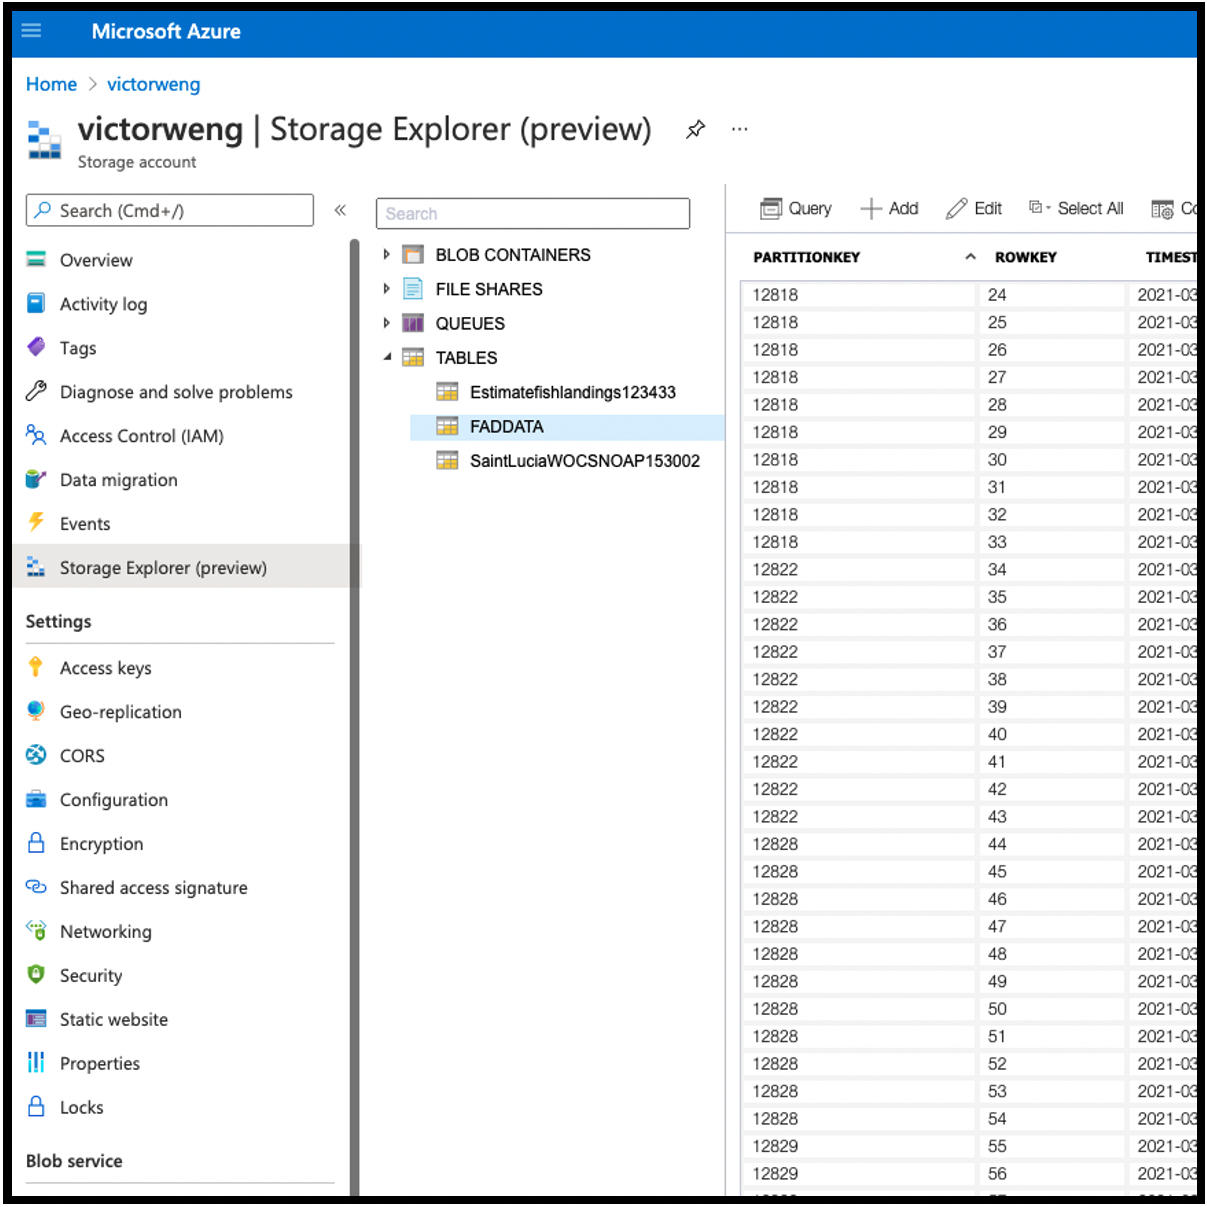 Microsoft Azure
Home > victorweng
victorweng | Storage Explorer (preview)
Storage account
Search (Cmd+/)
Overview
Activity log
Tags
Diagnose and solve problems
Access Control (IAM)
Data migration
Events
Storage Explorer (preview)
Settings
Access keys
Geo-replication
CORS
Configuration
Encryption
Shared access signature
Networking
Security
Static website
Properties
Locks
Blob service
Search
BLOB CONTAINERS
FILE SHARES
QUEUES
TABLES
Estimatefishlandings123433
FADDATA
SaintLuciaWOCSNOAP153002
Query Add Edit Select All Co
PARTITIONKEY ROWKEY TIMEST
12818 24 2021-03
12818 25 2021-03
12818 26 2021-03
12818 27 2021-03
12818 28 2021-03
12818 29 2021-03
12818 30 2021-03
12818 31 2021-03
12818 32 2021-03
12818 33 2021-03
12822 34 2021-03
12822 35 2021-03
12822 36 2021-03
12822 37 2021-03
12822 38 2021-03
12822 39 2021-03
12822 40 2021-03
12822 41 2021-03
12822 42 2021-03
12822 43 2021-03
12828 44 2021-03
12828 45 2021-03
12828 46 2021-03
12828 47 2021-03
12828 48 2021-03
12828 49 2021-03
12828 50 2021-03
12828 51 2021-03
12828 52 2021-03
12828 53 2021-03
12828 54 2021-03
12829 55 2021-03
12829 56 2021-03